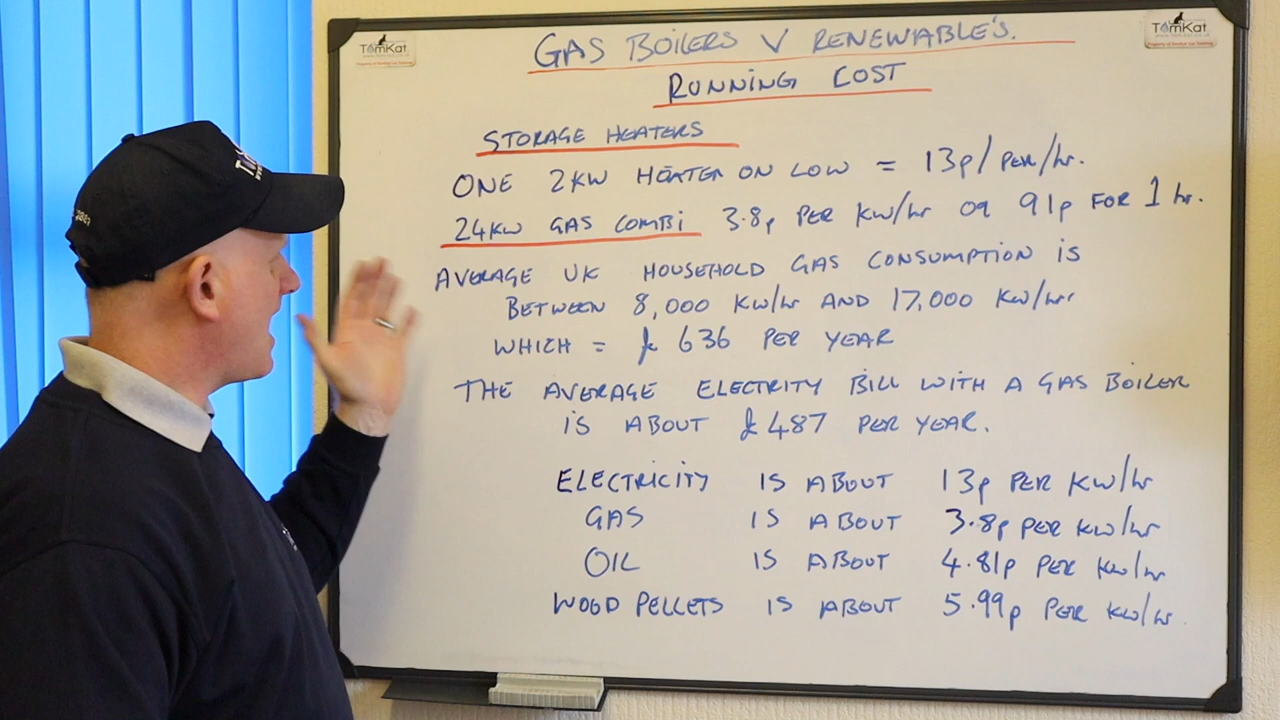 TomKat
TomKat
GAS BOILERS V RENEWABLE'S.
RUNNING COST
STORAGE HEATERS
ONE 2KW HEATER ON LOW = 13p/PER/hr.
24KW GAS COMBI 3.8p PER KW/hr OR 91p FOR 1 hr.
AVERAGE UK HOUSEHOLD GAS CONSUMPTION IS
BETWEEN 8,000 KW/hr AND 17,000 KW/hr
WHICH = £636 PER YEAR
THE AVERAGE ELECTRITY BILL WITH A GAS BOILER
IS ABOUT £487 PER YEAR.
ELECTRICITY IS ABOUT 13p PER KW/hr
GAS IS ABOUT 3.8p PER KW/hr
OIL IS ABOUT 4.81p PER KW/hr
WOOD PELLETS IS ABOUT 5.99p PER KW/hr.